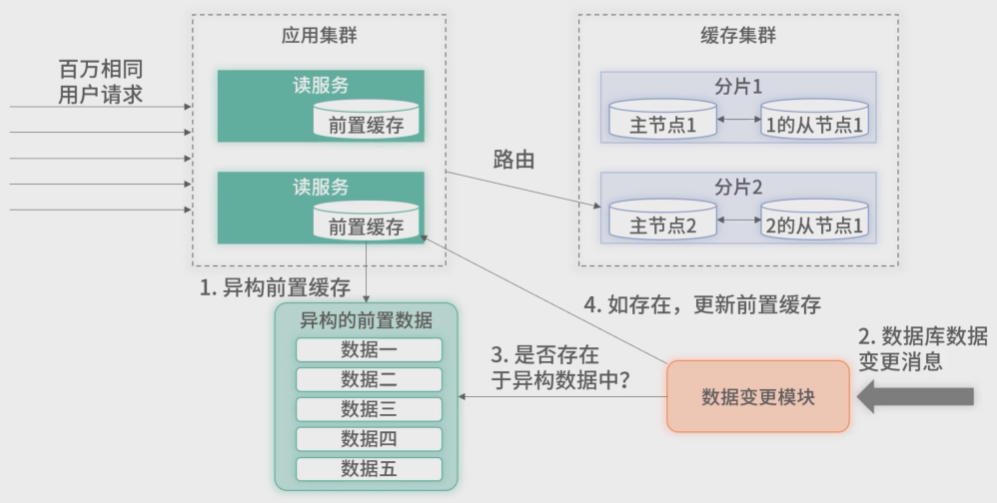 应用集群
缓存集群
百万相同
用户请求
读服务
前置缓存
读服务
前置缓存
路由
分片1
主节点1
1的从节点1
分片2
主节点2
2的从节点1
1. 异构前置缓存
异构的前置数据
数据一
数据二
数据三
数据四
数据五
4. 如存在，更新前置缓存
3. 是否存在
于异构数据中？
数据变更模块
2. 数据库数据
变更消息